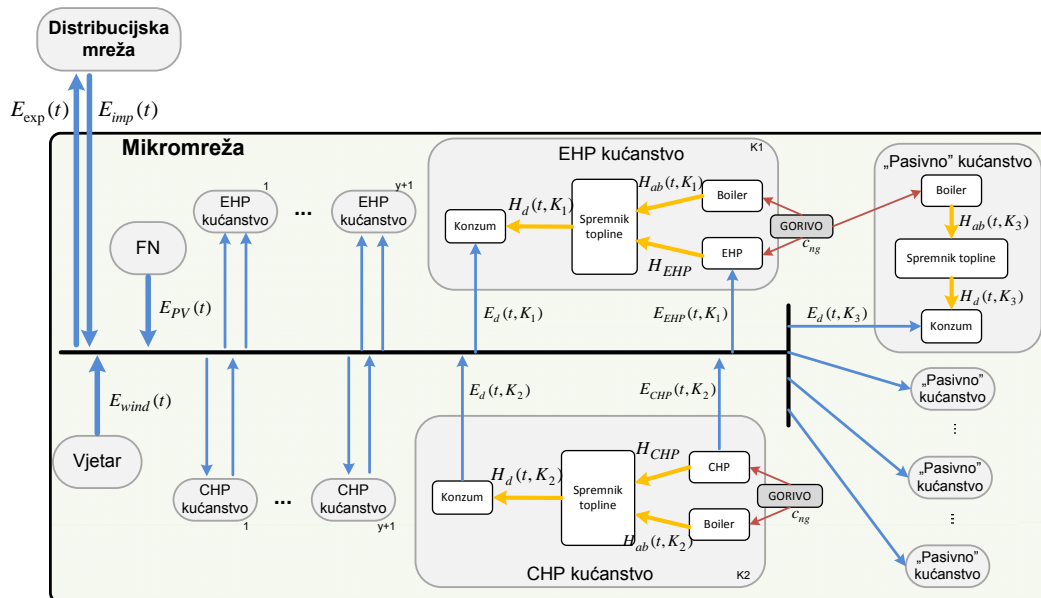 Distribucijska
mreža
E_exp(t)
E_imp(t)
Mikromreža
EHP kućanstvo
K1
„Pasivno” kućanstvo
1
EHP
kućanstvo
...
y+1
EHP
kućanstvo
FN
E_PV(t)
Konzum
H_d(t,K_1)
Spremnik
topline
H_ab(t,K_1)
Boiler
H_EHP
EHP
GORIVO
c_ng
Boiler
H_ab(t,K_3)
Spremnik topline
H_d(t,K_3)
Konzum
E_d(t,K_1)
E_EHP(t,K_1)
E_d(t,K_3)
E_wind(t)
Vjetar
CHP
kućanstvo
1
...
CHP
kućanstvo
y+1
E_d(t,K_2)
E_CHP(t,K_2)
Konzum
H_d(t,K_2)
Spremnik
topline
H_CHP
CHP
H_ab(t,K_2)
Boiler
GORIVO
c_ng
CHP kućanstvo
K2
„Pasivno”
kućanstvo
...
„Pasivno”
kućanstvo
...
„Pasivno”
kućanstvo